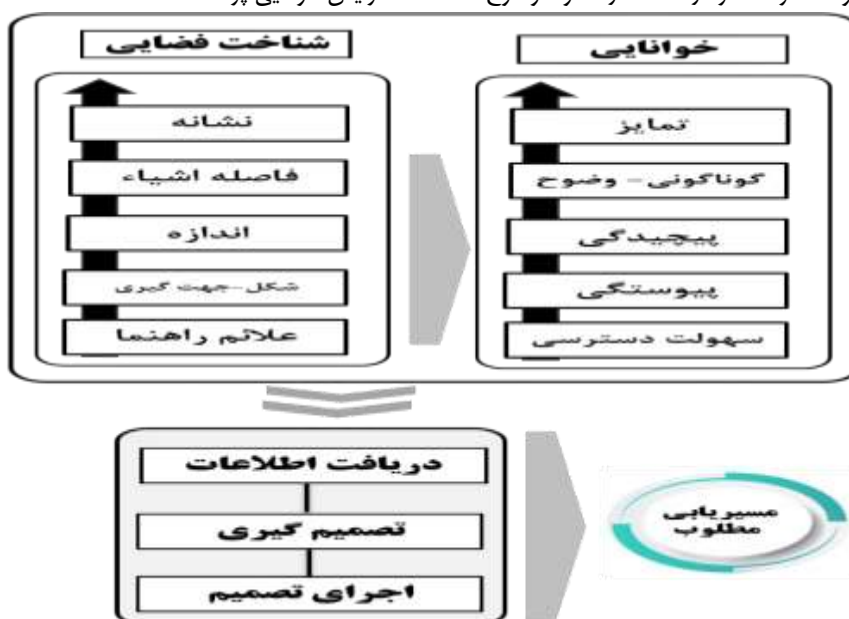 خوانایی
تمایز
گوناگونی - وضوح
پیچیدگی
پیوستگی
سهولت دسترسی
شناخت فضایی
نشانه
فاصله اشیاء
اندازه
شکل-جهت گیری
علائم راهنما
دریافت اطلاعات
تصمیم گیری
اجرای تصمیم
مسیریابی
مطلوب